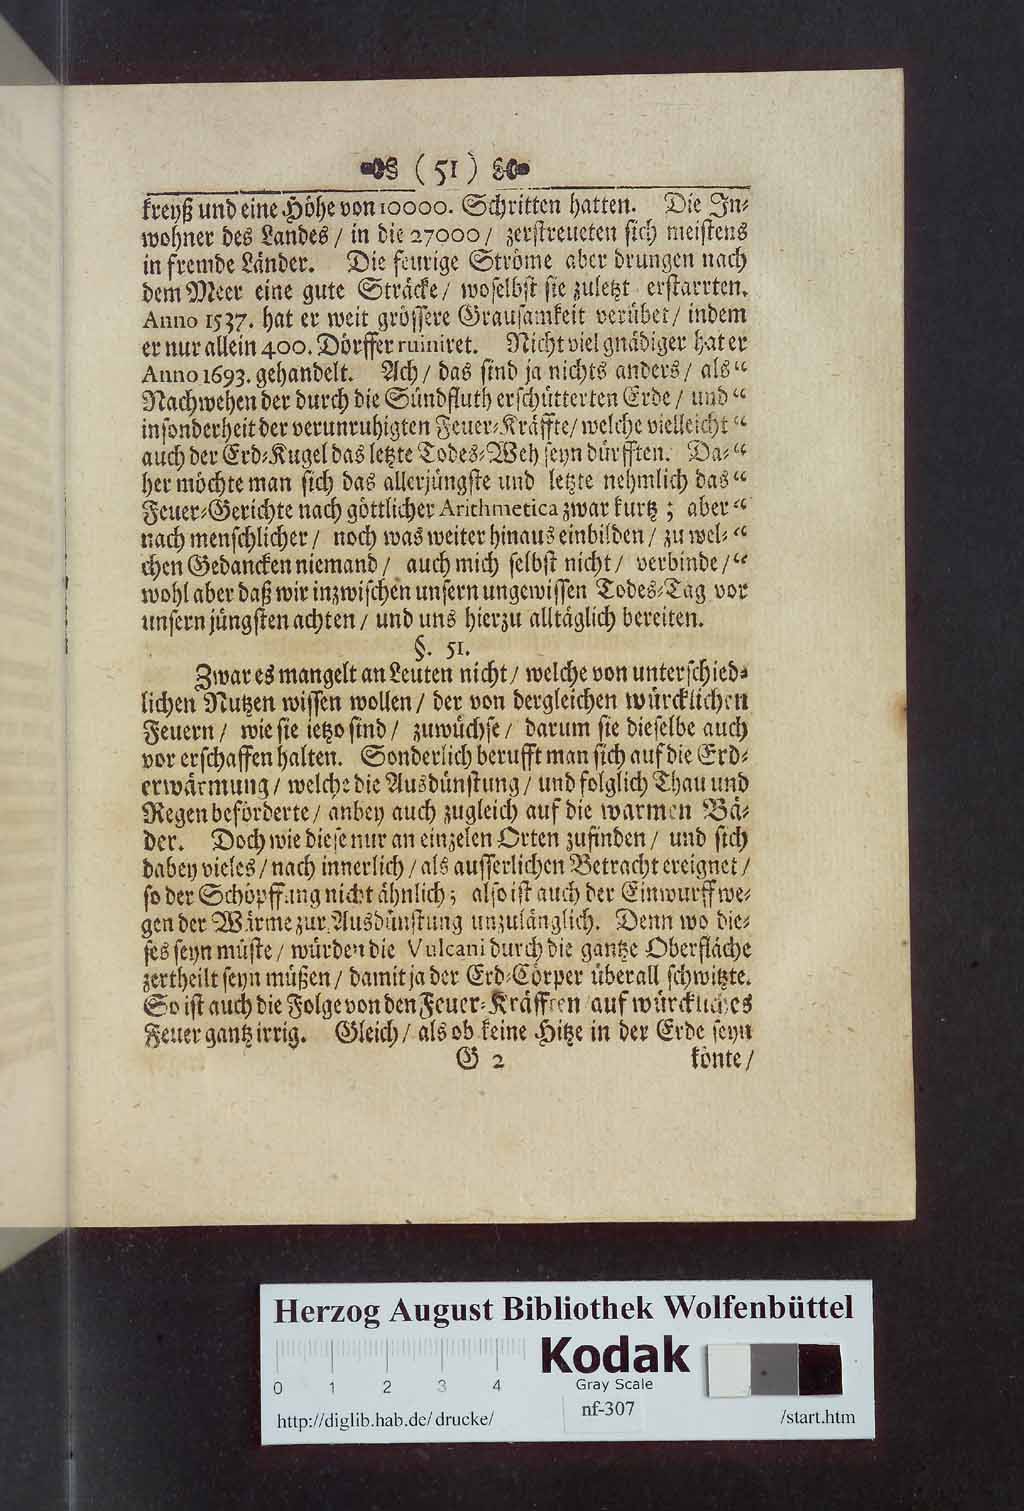 ( 51 )
kreyß und eine Höhe von 10000. Schritten hatten. Die In⸗
wohner des Landes / in die 27000 / zerstreueten sich meistens
in fremde Länder. Die feurige Ströme aber drungen nach
dem Meer eine gute Sträcke / woselbst sie zuletzt erstarrten.
Anno 1537. hat er weit grössere Grausamkeit verübet / indem
er nur allein 400. Dörffer ruiniret. Nicht viel gnädiger hat er
Anno 1693. gehandelt. Ach / das sind ja nichts anders / als “
Nachwehen der durch die Sündfluth erschütterten Erde / und “
insonderheit der verunruhigten Feuer⸗Kräffte / welche vielleicht “
auch der Erd⸗Kugel das letzte Todes⸗Weh seyn dürfften. Da⸗ “
her möchte man sich das allerjüngste und letzte nehmlich das “
Feuer⸗Gerichte nach göttlicher Arithmetica zwar kurtz ; aber “
nach menschlicher / noch was weiter hinaus einbilden / zu wel⸗ “
chen Gedancken niemand / auch mich selbst nicht / verbinde / “
wohl aber daß wir inzwischen unsern ungewissen Todes⸗Tag vor
unsern jüngsten achten / und uns hierzu alltäglich bereiten.
§. 51.
Zwar es mangelt an Leuten nicht / welche von unterschied⸗
lichen Nutzen wissen wollen / der von dergleichen würcklichen
Feuern / wie sie ietzo sind / zuwüchse / darum sie dieselbe auch
vor erschaffen halten. Sonderlich berufft man sich auf die Erd⸗
erwärmung / welche die Ausdünstung / und folglich Thau und
Regen beförderte / anbey auch zugleich auf die warmen Bä⸗
der. Doch wie diese nur an einzelen Orten zufinden / und sich
dabey vieles / nach innerlich / als ausserlichen Betracht ereignet /
so der Schöpffung nicht ähnlich ; also ist auch der Einwurff we⸗
gen der Wärme zur Ausdünstung unzulänglich. Denn wo die⸗
ses seyn müste / würden die Vulcani durch die gantze Oberfläche
zertheilt seyn müßen / damit ja der Erd⸗Cörper überall schwitzte.
So ist auch die Folge von den Feuer⸗Kräfften auf würckliches
Feuer gantz irrig. Gleich / als ob keine Hitze in der Erde seyn
G 2 könte /
Herzog August Bibliothek Wolfenbüttel
Kodak
Gray Scale
0 1 2 3 4
http://diglib.hab.de/drucke/ nf-307 /start.htm